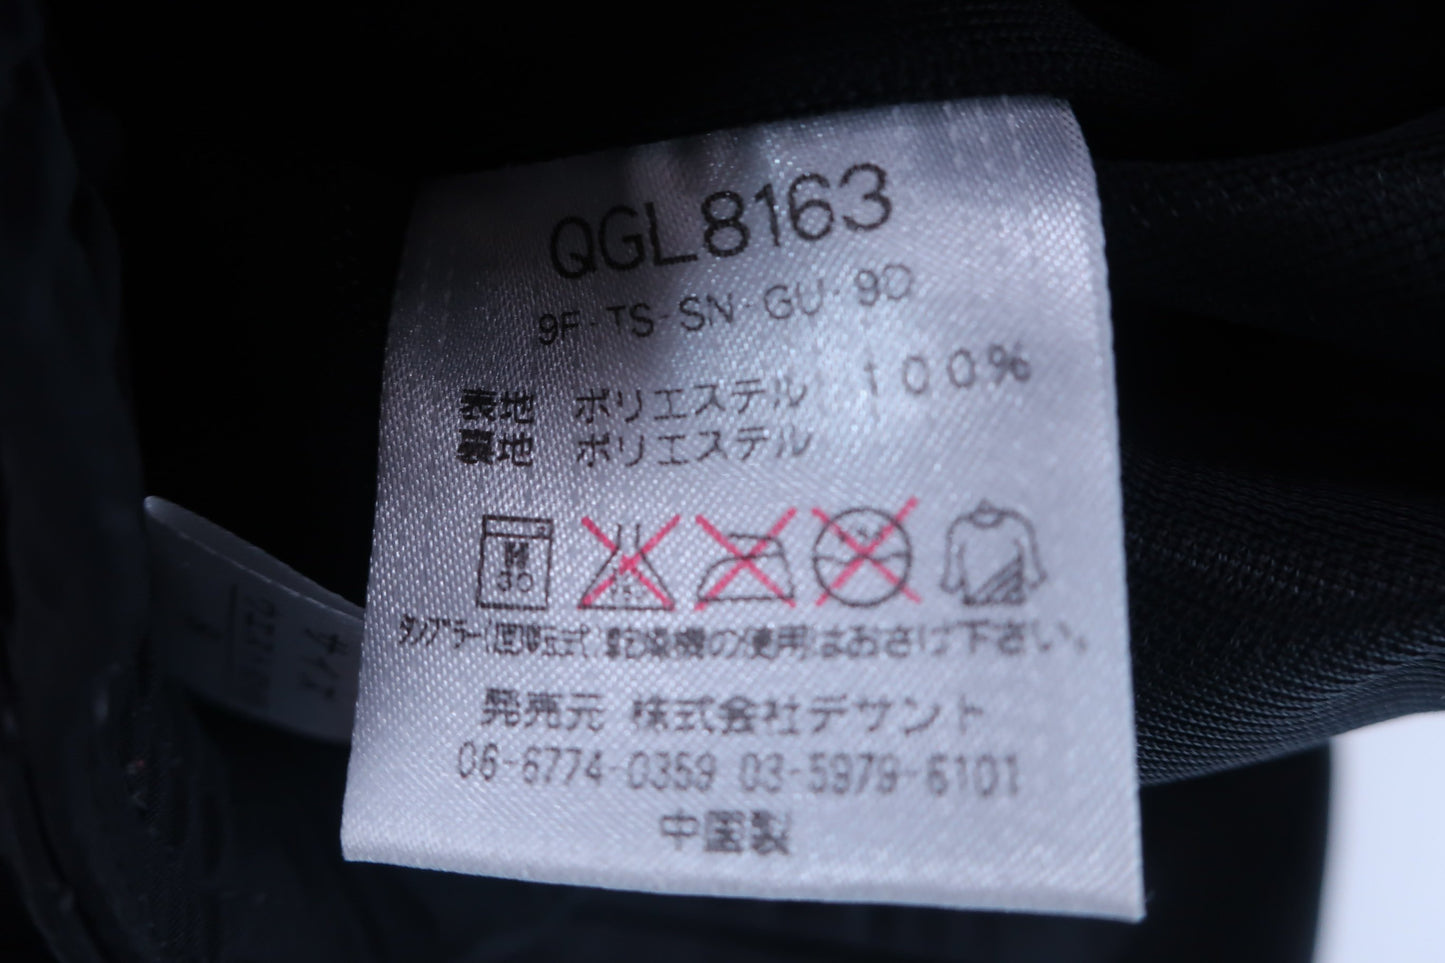 QGL8163
9F-TS-SN-GU-9D
表地 ポリエステル 100%
裏地 ポリエステル
30
タンブラー(回転式)乾燥機の使用はおさけ下さい。
発売元 株式会社デサント
06-6774-0359 03-5979-6101
中国製